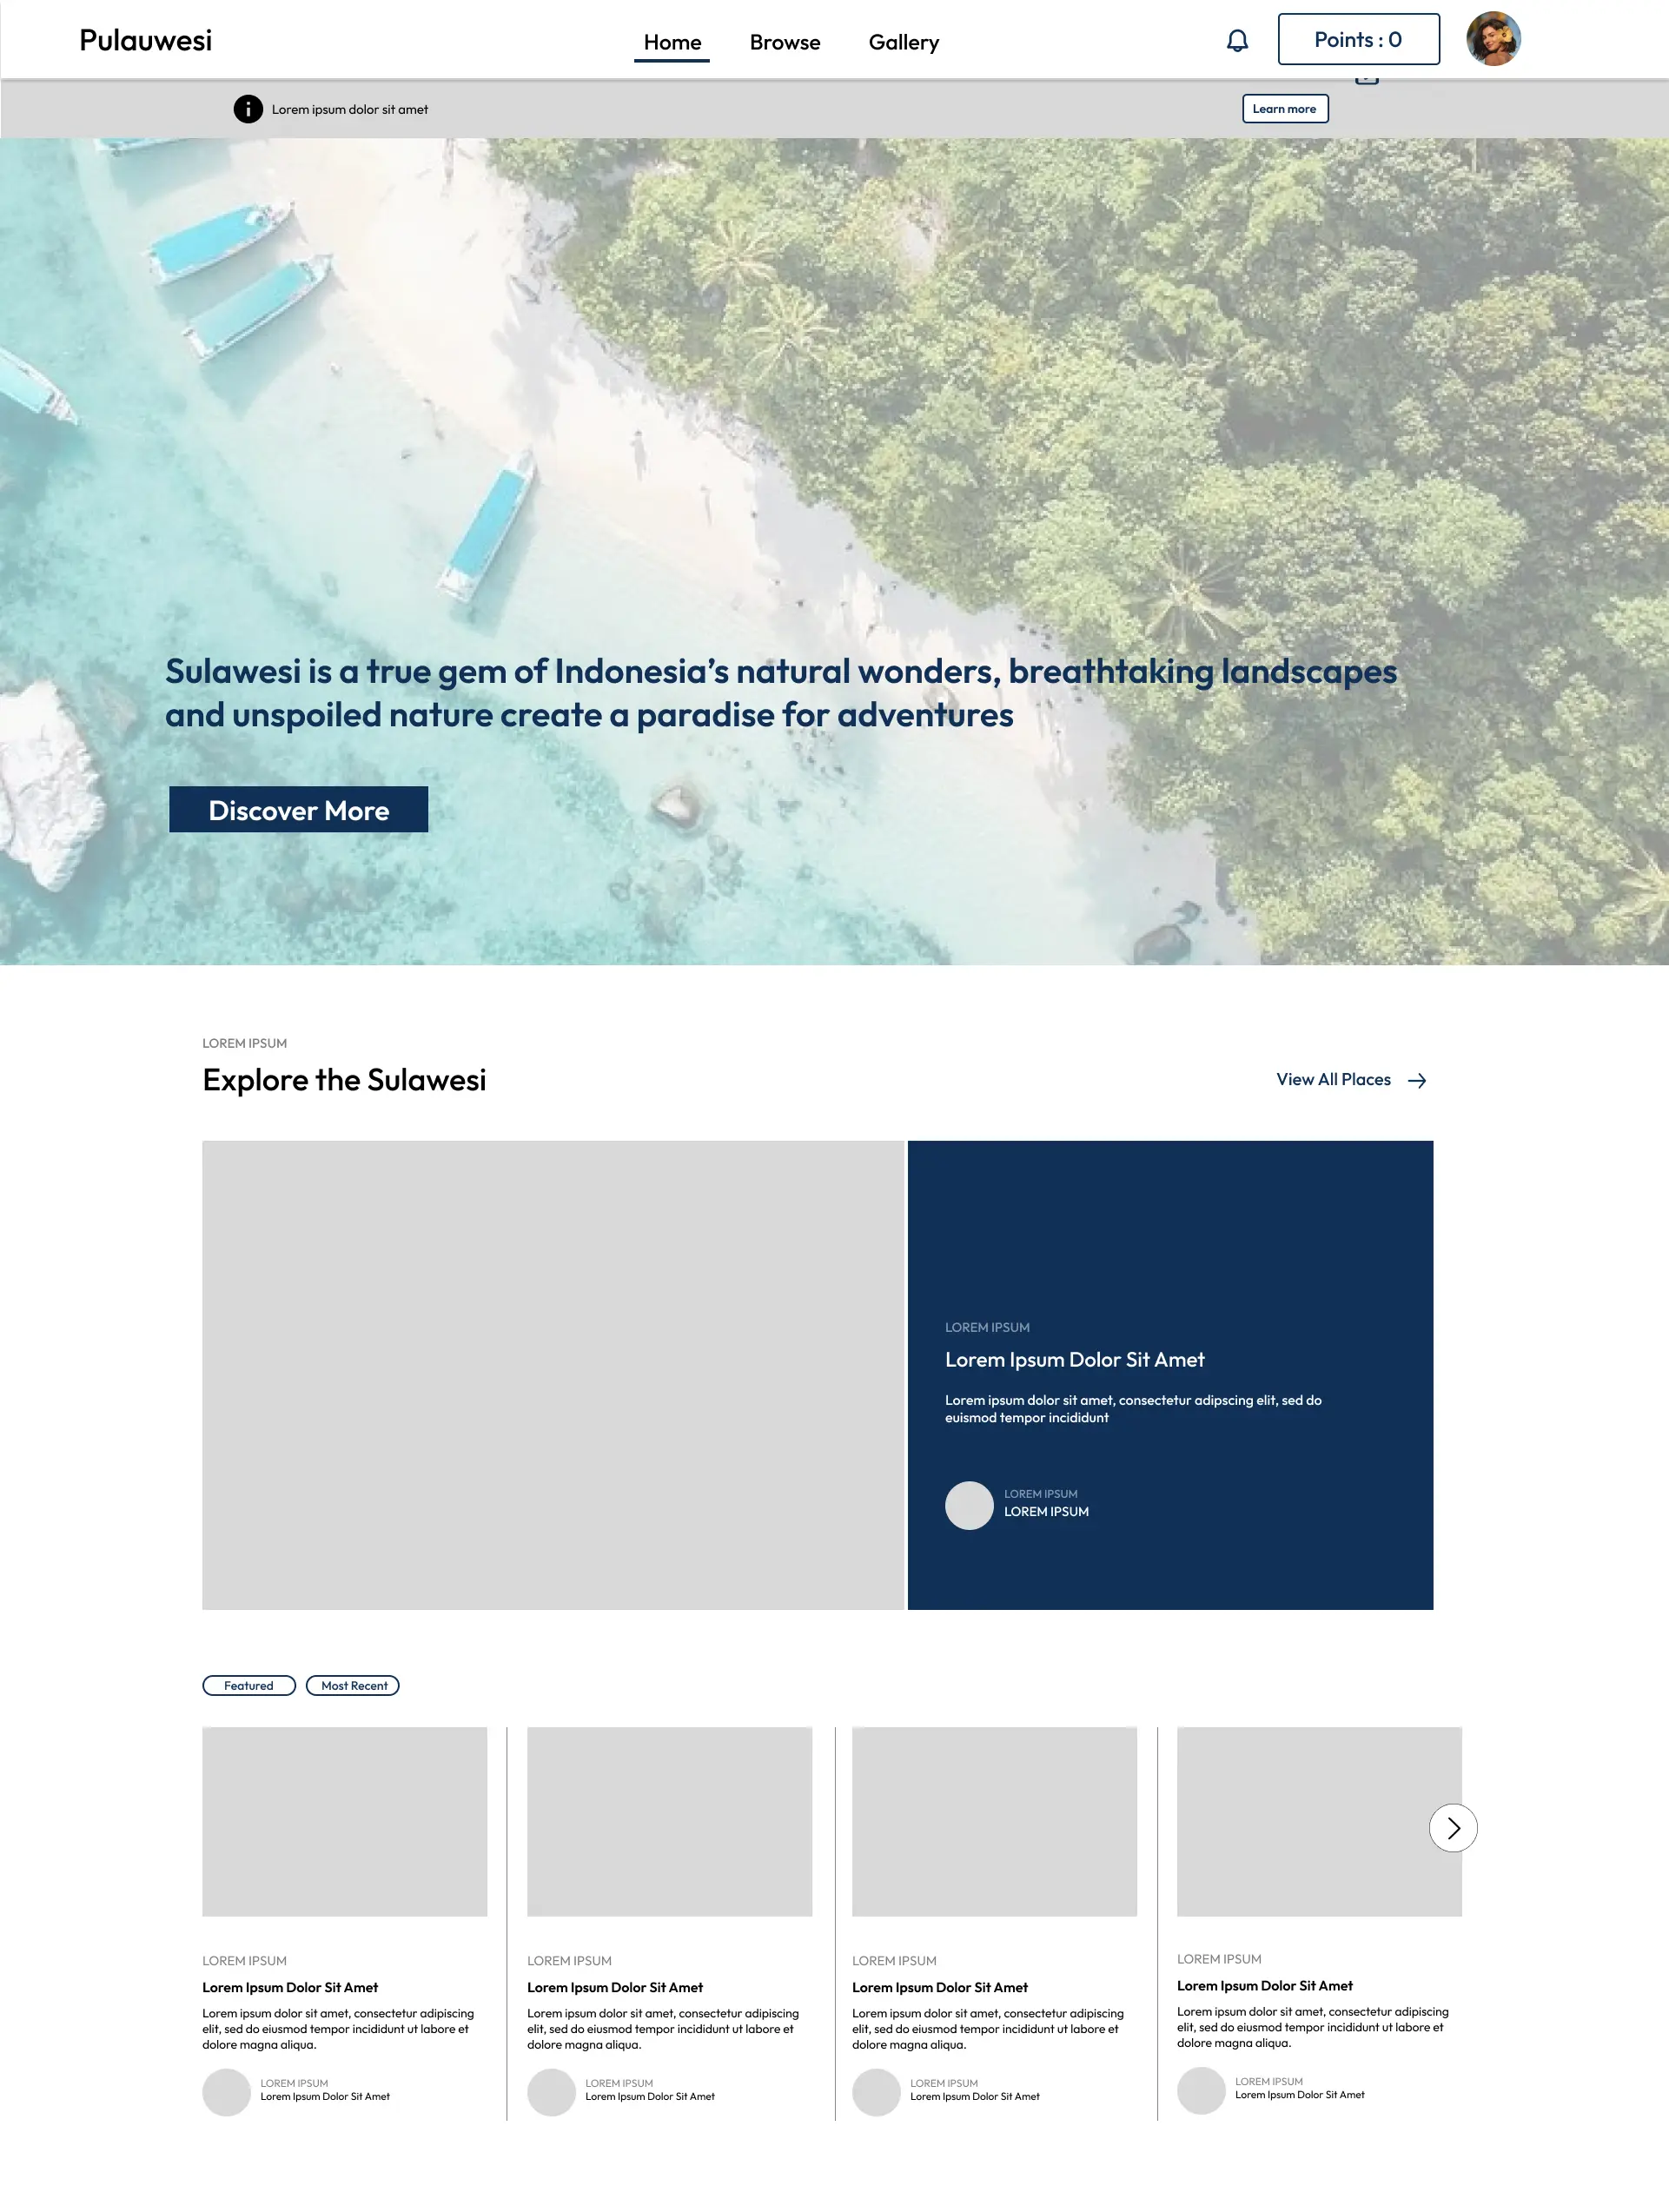 Pulauwesi
Home
Browse
Gallery
Points : 0
Lorem ipsum dolor sit amet
Learn more
Sulawesi is a true gem of Indonesia's natural wonders, breathtaking landscapes
and unspoiled nature create a paradise for adventures
Discover More
LOREM IPSUM
Explore the Sulawesi
View All Places
LOREM IPSUM
Lorem Ipsum Dolor Sit Amet
Lorem ipsum dolor sit amet, consectetur adipscing elit, sed do
euismod tempor incididunt
LOREM IPSUM
LOREM IPSUM
Featured
Most Recent
LOREM IPSUM
Lorem Ipsum Dolor Sit Amet
Lorem ipsum dolor sit amet, consectetur adipiscing
elit, sed do eiusmod tempor incididunt ut labore et
dolore magna aliqua.
LOREM IPSUM
Lorem Ipsum Dolor Sit Amet
LOREM IPSUM
Lorem Ipsum Dolor Sit Amet
Lorem ipsum dolor sit amet, consectetur adipiscing
elit, sed do eiusmod tempor incididunt ut labore et
dolore magna aliqua.
LOREM IPSUM
Lorem Ipsum Dolor Sit Amet
LOREM IPSUM
Lorem Ipsum Dolor Sit Amet
Lorem ipsum dolor sit amet, consectetur adipiscing
elit, sed do eiusmod tempor incididunt ut labore et
dolore magna aliqua.
LOREM IPSUM
Lorem Ipsum Dolor Sit Amet
LOREM IPSUM
Lorem Ipsum Dolor Sit Amet
Lorem ipsum dolor sit amet, consectetur adipiscing
elit, sed do eiusmod tempor incididunt ut labore et
dolore magna aliqua.
LOREM IPSUM
Lorem Ipsum Dolor Sit Amet